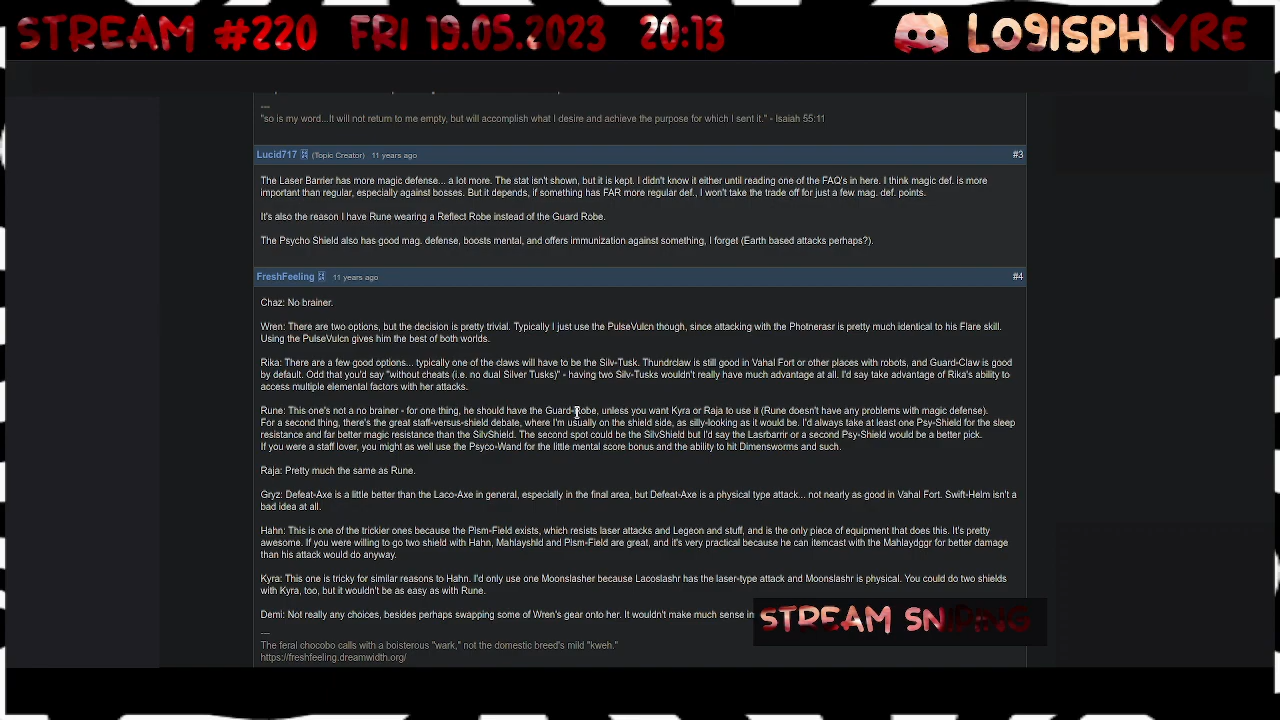 STREAM #220 FRI 19.05.2023 20:13 LO9ISPHYRE
---
"so is my word...It will not return to me empty, but will accomplish what I desire and achieve the purpose for which I sent it." - Isaiah 55:11
Lucid717 (Topic Creator) 11 years ago #3
The Laser Barrier has more magic defense... a lot more. The stat isn't shown, but it is kept. I didn't know it either until reading one of the FAQ's in here. I think magic def. is more
important than regular, especially against bosses. But it depends, if something has FAR more regular def., I won't take the trade off for just a few mag. def. points.
It's also the reason I have Rune wearing a Reflect Robe instead of the Guard Robe.
The Psycho Shield also has good mag. defense, boosts mental, and offers immunization against something, I forget (Earth based attacks perhaps?).
FreshFeeling 11 years ago #4
Chaz: No brainer.
Wren: There are two options, but the decision is pretty trivial. Typically I just use the PulseVulcn though, since attacking with the Photnerasr is pretty much identical to his Flare skill.
Using the PulseVulcn gives him the best of both worlds.
Rika: There are a few good options... typically one of the claws will have to be the Silv-Tusk. Thundrclaw is still good in Vahal Fort or other places with robots, and Guard-Claw is good
by default. Odd that you'd say "without cheats (i.e. no dual Silver Tusks)" - having two Silv-Tusks wouldn't really have much advantage at all. I'd say take advantage of Rika's ability to
access multiple elemental factors with her attacks.
Rune: This one's not a no brainer - for one thing, he should have the Guard-Robe, unless you want Kyra or Raja to use it (Rune doesn't have any problems with magic defense).
For a second thing, there's the great staff-versus-shield debate, where I'm usually on the shield side, as silly-looking as it would be. I'd always take at least one Psy-Shield for the sleep
resistance and far better magic resistance than the SilvShield. The second spot could be the SilvShield but I'd say the Lasrbarrir or a second Psy-Shield would be a better pick.
If you were a staff lover, you might as well use the Psyco-Wand for the little mental score bonus and the ability to hit Dimensworms and such.
Raja: Pretty much the same as Rune.
Gryz: Defeat-Axe is a little better than the Laco-Axe in general, especially in the final area, but Defeat-Axe is a physical type attack... not nearly as good in Vahal Fort. Swift-Helm isn't a
bad idea at all.
Hahn: This is one of the trickier ones because the Plsm-Field exists, which resists laser attacks and Legeon and stuff, and is the only piece of equipment that does this. It's pretty
awesome. If you were willing to go two shield with Hahn, Mahlayshld and Plsm-Field are great, and it's very practical because he can itemcast with the Mahlaydggr for better damage
than his attack would do anyway.
Kyra: This one is tricky for similar reasons to Hahn. I'd only use one Moonslasher because Lacoslashr has the laser-type attack and Moonslashr is physical. You could do two shields
with Kyra, too, but it wouldn't be as easy as with Rune.
Demi: Not really any choices, besides perhaps swapping some of Wren's gear onto her. It wouldn't make much sense in
STREAM SNIPING
---
The feral chocobo calls with a boisterous "wark," not the domestic breed's mild "kweh."
https://freshfeeling.dreamwidth.org/